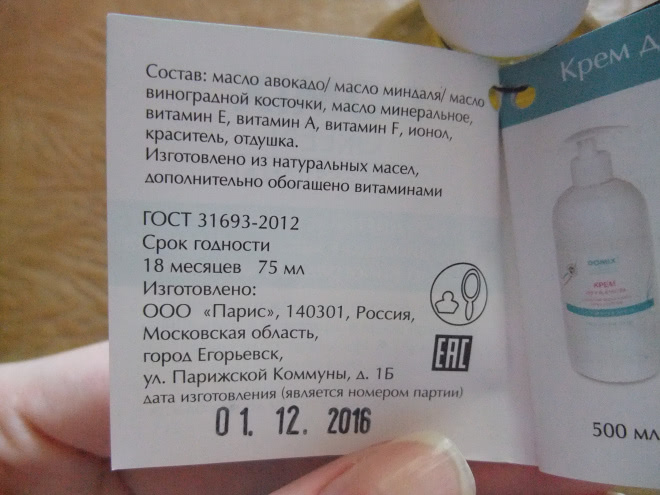 Состав: масло авокадо/ масло миндаля/ масло
виноградной косточки, масло минеральное,
витамин Е, витамин А, витамин F, ионол,
краситель, отдушка.
Изготовлено из натуральных масел,
дополнительно обогащено витаминами
ГОСТ 31693-2012
Срок годности
18 месяцев 75 мл
Изготовлено:
ООО «Парис», 140301, Россия,
Московская область,
город Егорьевск,
ул. Парижской Коммуны, д. 1Б
дата изготовления (является номером партии)
01. 12. 2016
EAC
Крем д
КРЕМ
500 мл